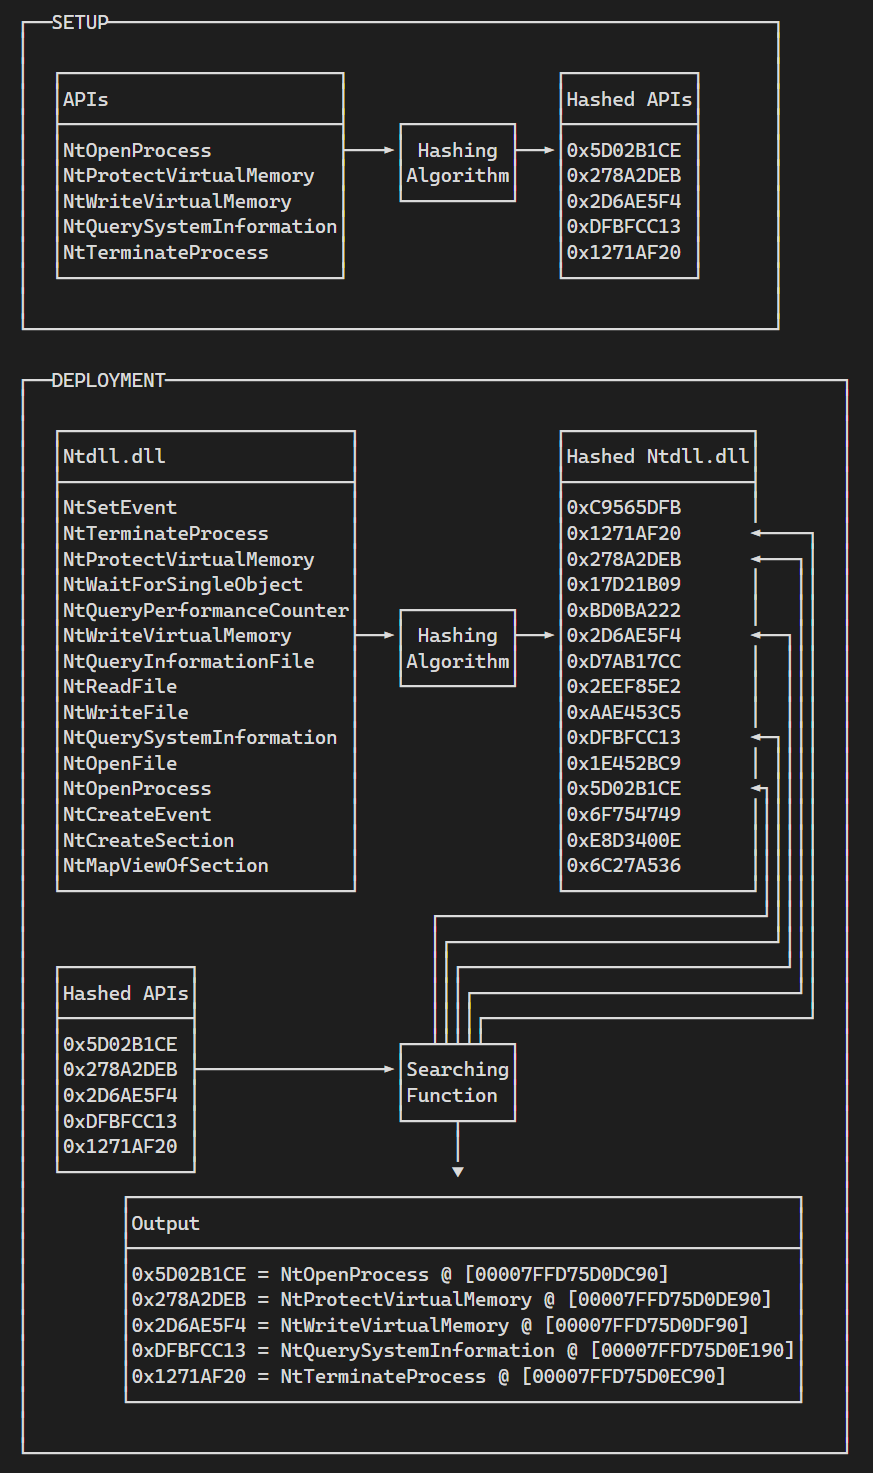 SETUP
APIs
NtOpenProcess
NtProtectVirtualMemory
NtWriteVirtualMemory
NtQuerySystemInformation
NtTerminateProcess
Hashing
Algorithm
Hashed APIs
0x5D02B1CE
0x278A2DEB
0x2D6AE5F4
0xDFBFCC13
0x1271AF20
DEPLOYMENT
Ntdll.dll
NtSetEvent
NtTerminateProcess
NtProtectVirtualMemory
NtWaitForSingleObject
NtQueryPerformanceCounter
NtWriteVirtualMemory
NtQueryInformationFile
NtReadFile
NtWriteFile
NtQuerySystemInformation
NtOpenFile
NtOpenProcess
NtCreateEvent
NtCreateSection
NtMapViewOfSection
Hashing
Algorithm
Hashed Ntdll.dll
0xC9565DFB
0x1271AF20
0x278A2DEB
0x17D21B09
0xBD0BA222
0x2D6AE5F4
0xD7AB17CC
0x2EEF85E2
0xAAE453C5
0xDFBFCC13
0x1E452BC9
0x5D02B1CE
0x6F754749
0xE8D3400E
0x6C27A536
Hashed APIs
0x5D02B1CE
0x278A2DEB
0x2D6AE5F4
0xDFBFCC13
0x1271AF20
Searching
Function
Output
0x5D02B1CE = NtOpenProcess @ [00007FFD75D0DC90]
0x278A2DEB = NtProtectVirtualMemory @ [00007FFD75D0DE90]
0x2D6AE5F4 = NtWriteVirtualMemory @ [00007FFD75D0DF90]
0xDFBFCC13 = NtQuerySystemInformation @ [00007FFD75D0E190]
0x1271AF20 = NtTerminateProcess @ [00007FFD75D0EC90]